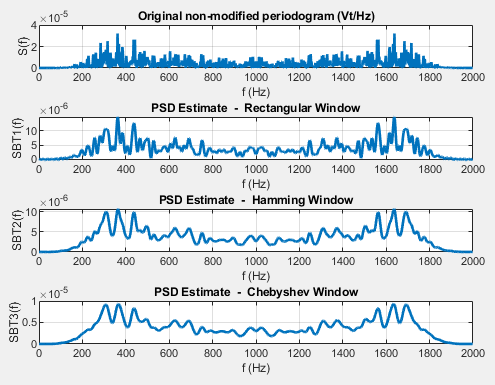 Original non-modified periodogram (Vt/Hz)
×10-5
S(f)
4
2
0
0 200 400 600 800 1000 1200 1400 1600 1800 2000
f (Hz)
PSD Estimate - Rectangular Window
×10-6
SBT1(f)
10
5
0
0 200 400 600 800 1000 1200 1400 1600 1800 2000
f (Hz)
PSD Estimate - Hamming Window
×10-6
SBT2(f)
10
5
0
0 200 400 600 800 1000 1200 1400 1600 1800 2000
f (Hz)
PSD Estimate - Chebyshev Window
×10-5
SBT3(f)
1
0.5
0
0 200 400 600 800 1000 1200 1400 1600 1800 2000
f (Hz)